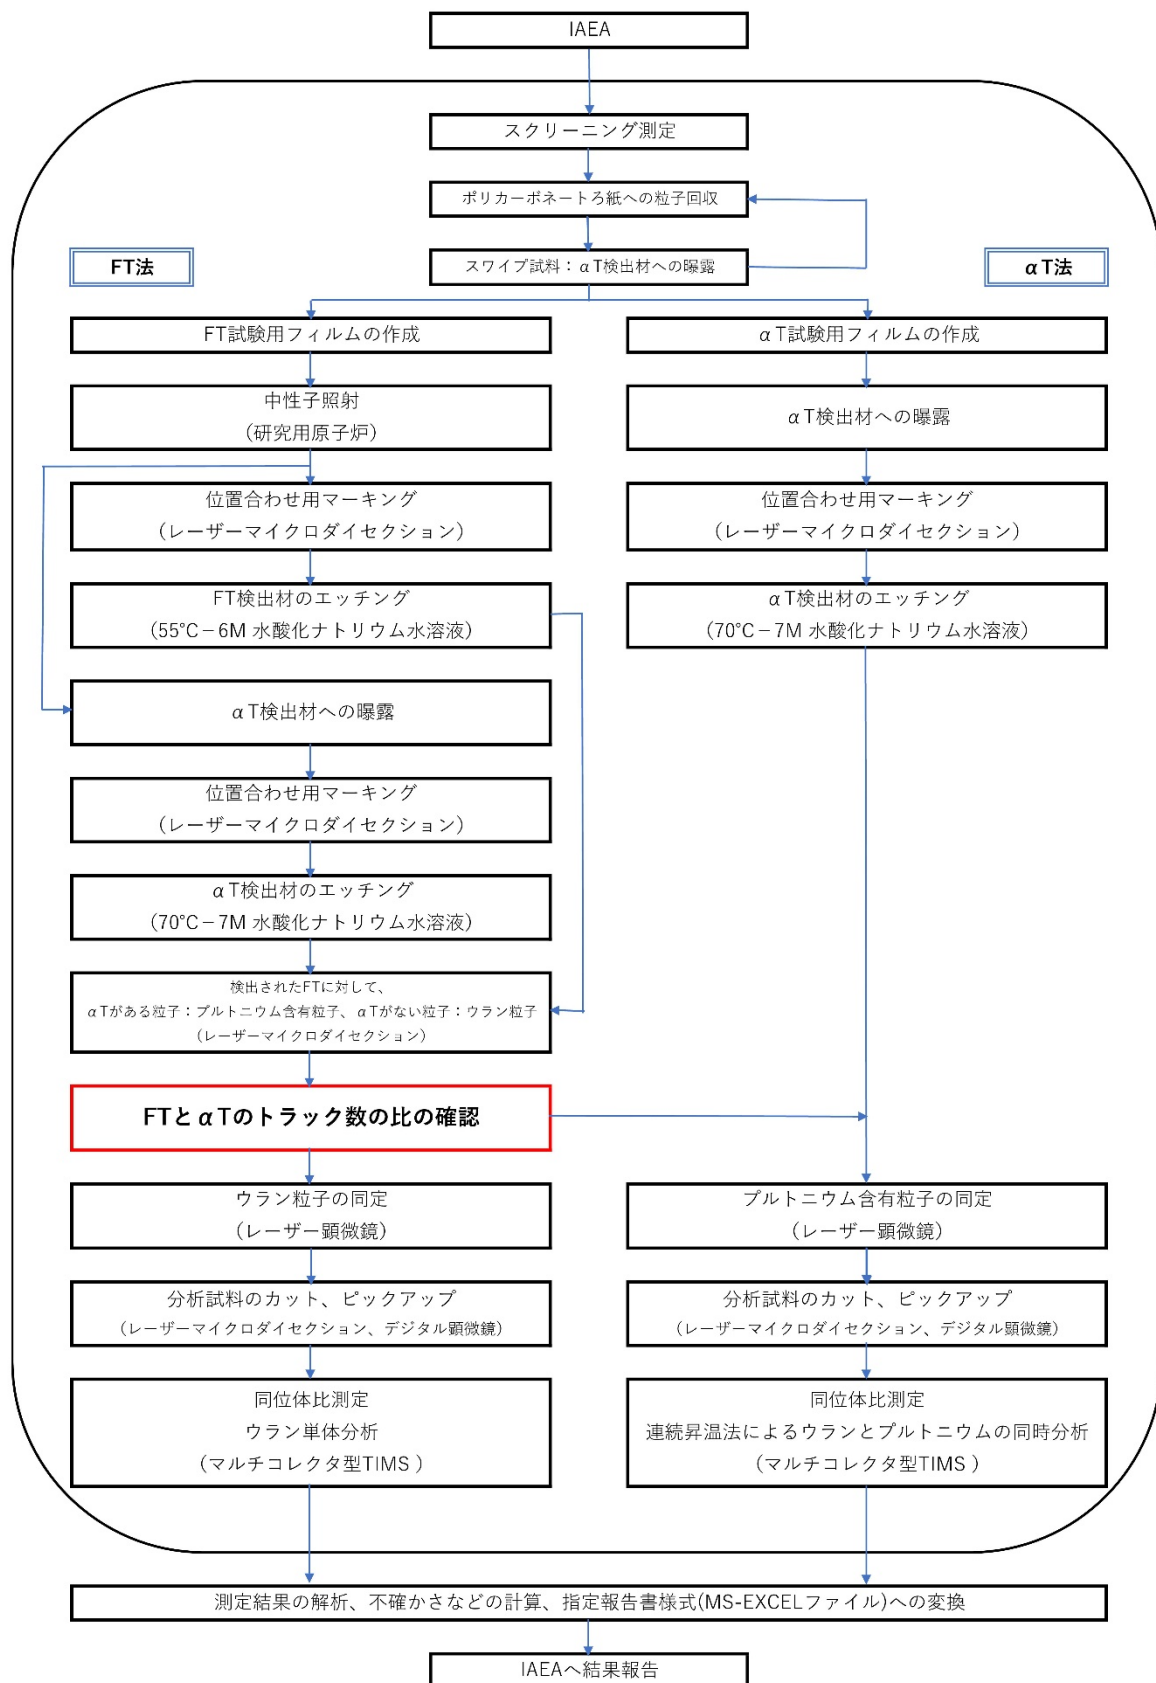 IAEA
スクリーニング測定
ポリカーボネートろ紙への粒子回収
FT法
スワイプ試料：αT検出材への曝露
αT法
FT試験用フィルムの作成
αT試験用フィルムの作成
中性子照射
(研究用原子炉)
αT検出材への曝露
位置合わせ用マーキング
（レーザーマイクロダイセクション）
位置合わせ用マーキング
（レーザーマイクロダイセクション）
FT検出材のエッチング
(55℃－6M 水酸化ナトリウム水溶液）
αT検出材のエッチング
（70℃－7M 水酸化ナトリウム水溶液）
αT検出材への曝露
位置合わせ用マーキング
（レーザーマイクロダイセクション）
αT検出材のエッチング
（70℃－7M 水酸化ナトリウム水溶液）
検出されたFTに対して、
αTがある粒子：プルトニウム含有粒子、αTがない粒子：ウラン粒子
（レーザーマイクロダイセクション）
FTとαTのトラック数の比の確認
ウラン粒子の同定
（レーザー顕微鏡）
プルトニウム含有粒子の同定
（レーザー顕微鏡）
分析試料のカット、ピックアップ
（レーザーマイクロダイセクション、デジタル顕微鏡）
分析試料のカット、ピックアップ
（レーザーマイクロダイセクション、デジタル顕微鏡）
同位体比測定
ウラン単体分析
（マルチコレクタ型TIMS ）
同位体比測定
連続昇温法によるウランとプルトニウムの同時分析
（マルチコレクタ型TIMS ）
測定結果の解析、不確かさなどの計算、指定報告書様式(MS-EXCELファイル)への変換
IAEAへ結果報告